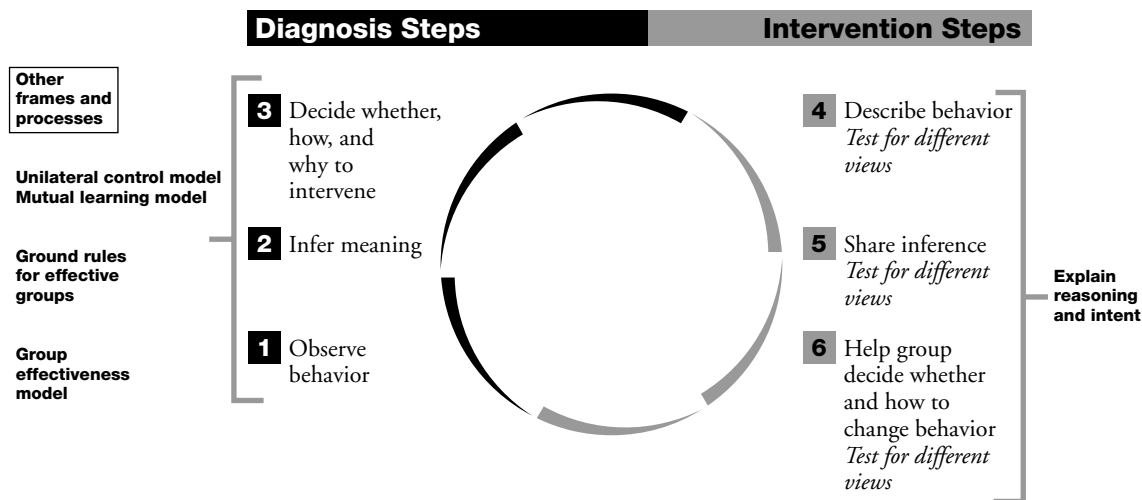 Diagnosis Steps
Intervention Steps
Other
frames and
processes
Unilateral control model
Mutual learning model
Ground rules
for effective
groups
Group
effectiveness
model
3 Decide whether,
how, and
why to
intervene
2 Infer meaning
1 Observe
behavior
4 Describe behavior
Test for different
views
5 Share inference
Test for different
views
6 Help group
decide whether
and how to
change behavior
Test for different
views
Explain
reasoning
and intent